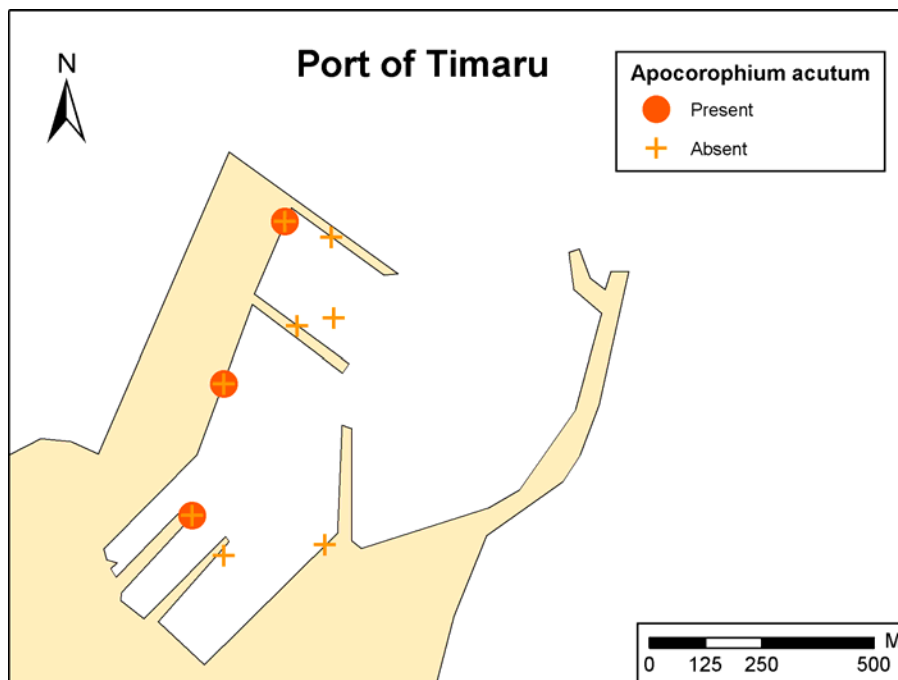 Port of Timaru
N
Apocorophium acutum
Present
Absent
M
0 125 250 500